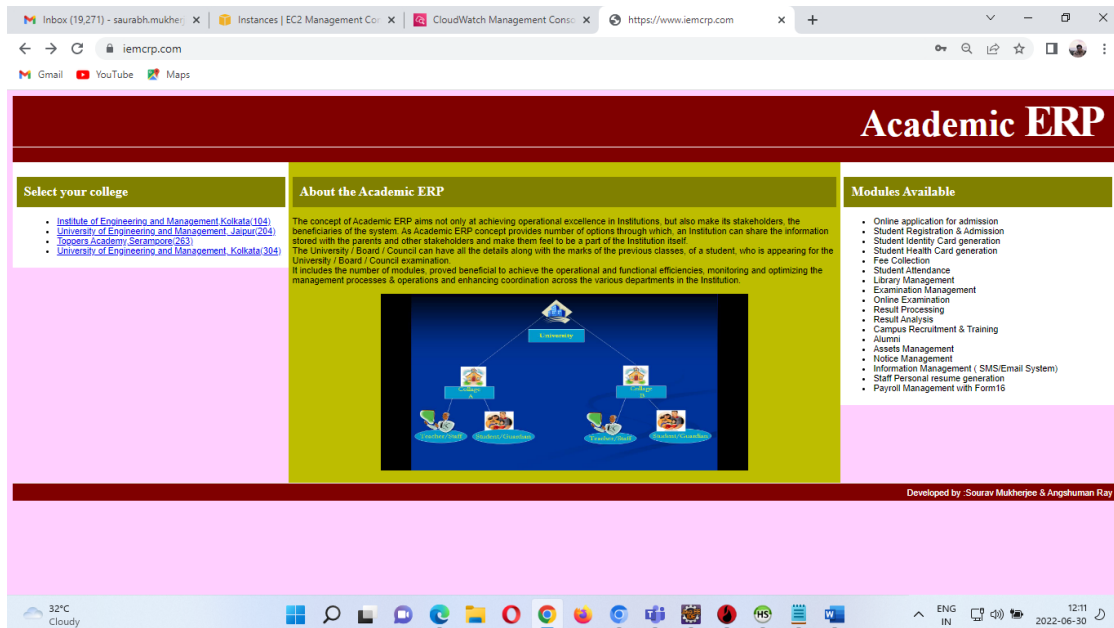 Inbox (19,271) - saurabh.mukherj
Instances | EC2 Management Con
CloudWatch Management Conso
https://www.iemcrp.com
iemcrp.com
Gmail YouTube Maps
Academic ERP
Select your college
Institute of Engineering and Management,Kolkata(104)
University of Engineering and Management, Jaipur(204)
Toppers Academy,Serampore(263)
University of Engineering and Management, Kolkata(304)
About the Academic ERP
The concept of Academic ERP aims not only at achieving operational excellence in Institutions, but also make its stakeholders, the
beneficiaries of the system. As Academic ERP concept provides number of options through which, an Institution can share the information
stored with the parents and other stakeholders and make them feel to be a part of the Institution itself.
The University / Board / Council can have all the details along with the marks of the previous classes, of a student, who is appearing for the
University / Board / Council examination.
It includes the number of modules, proved beneficial to achieve the operational and functional efficiencies, monitoring and optimizing the
management processes & operations and enhancing coordination across the various departments in the Institution.
University
College
A
College
B
Teacher/Staff
Student/Guardian
Teacher/Staff
Student/Guardian
Modules Available
Online application for admission
Student Registration & Admission
Student Identity Card generation
Student Health Card generation
Fee Collection
Student Attendance
Library Management
Examination Management
Online Examination
Result Processing
Result Analysis
Campus Recruitment & Training
Alumni
Assets Management
Notice Management
Information Management ( SMS/Email System)
Staff Personal resume generation
Payroll Management with Form16
Developed by :Sourav Mukherjee & Angshuman Ray
32°C
Cloudy
HS
ENG
IN
12:11
2022-06-30